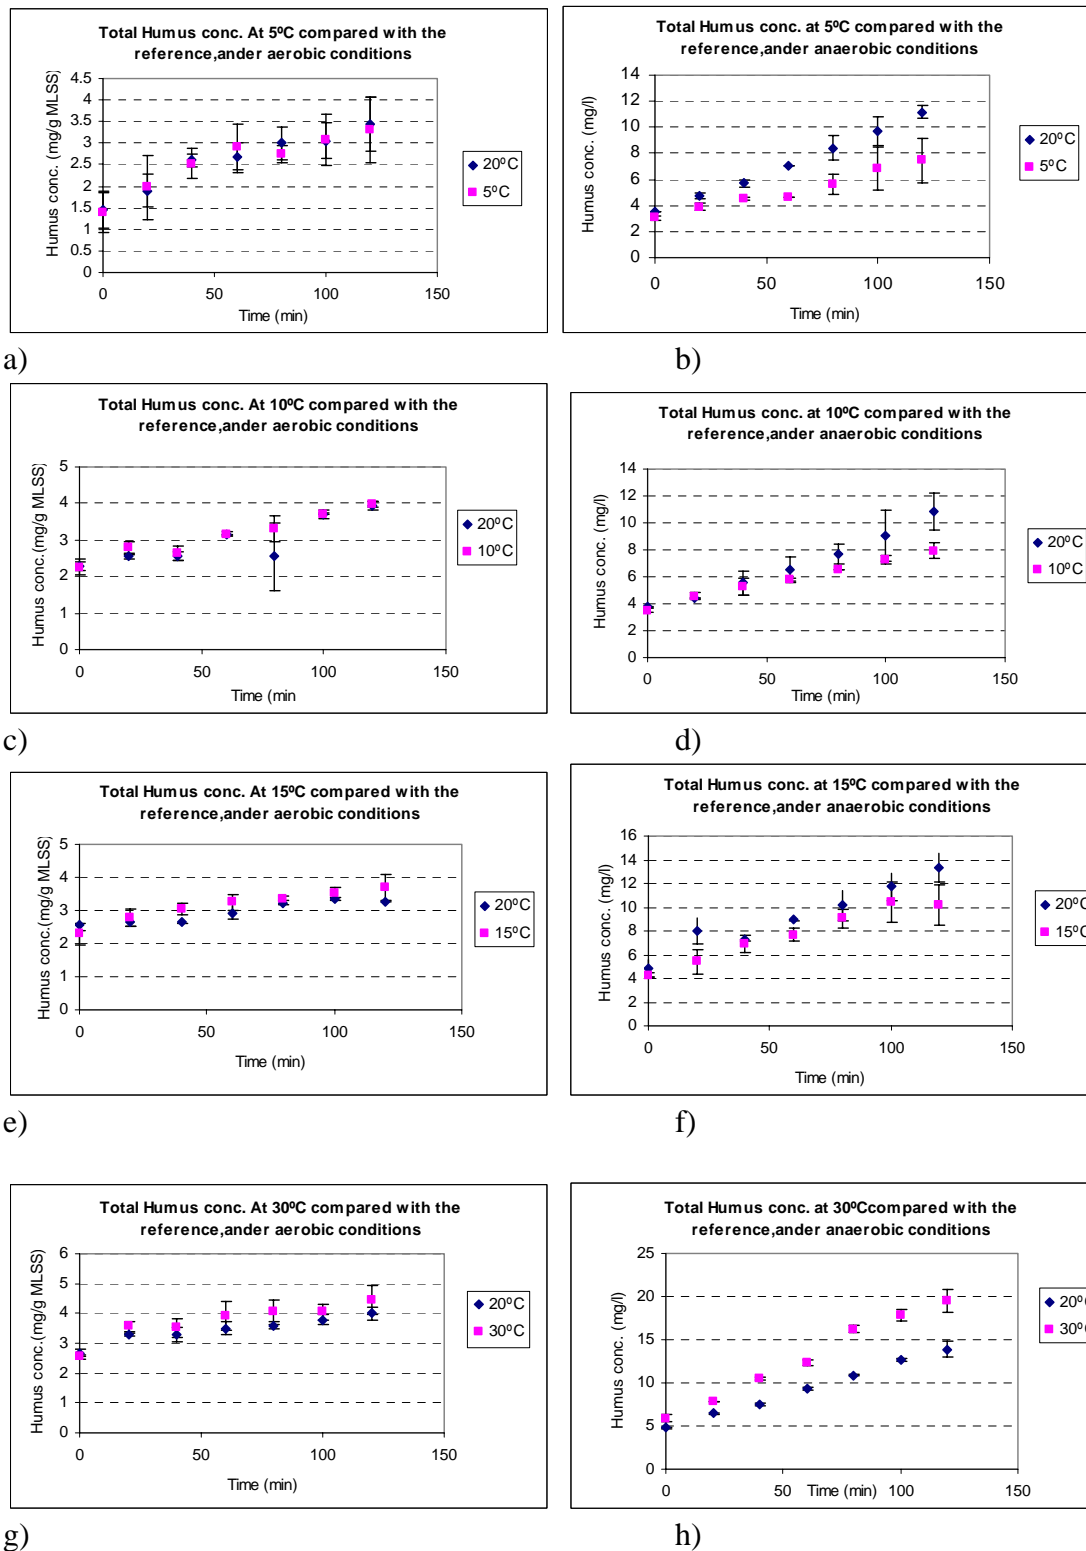 Total Humus conc. At 5ºC compared with the
reference,ander aerobic conditions
Humus conc. (mg/g MLSS)
4.5
4
3.5
3
2.5
2
1.5
1
0.5
0
0 50 100 150
Time (min)
20ºC
5ºC
a)
Total Humus conc. at 5ºC compared with the
reference,ander anaerobic conditions
Humus conc. (mg/l)
14
12
10
8
6
4
2
0
0 50 100 150
Time (min)
20ºC
5ºC
b)
Total Humus conc. At 10ºC compared with the
reference,ander aerobic conditions
Humus conc.(mg/g MLSS)
5
4
3
2
1
0
0 50 100 150
Time (min
20ºC
10ºC
c)
Total Humus conc. at 10ºC compared with the
reference,ander anaerobic conditions
Humus conc. (mg/l)
14
12
10
8
6
4
2
0
0 50 100 150
Time (min)
20ºC
10ºC
d)
Total Humus conc. At 15ºC compared with the
reference,ander aerobic conditions
Humus conc.(mg/g MLSS)
5
4
3
2
1
0
0 50 100 150
Time (min)
20ºC
15ºC
e)
Total Humus conc. at 15ºC compared with the
reference,ander anaerobic conditions
Humus conc. (mg/l)
16
14
12
10
8
6
4
2
0
0 50 100 150
Time (min)
20ºC
15ºC
f)
Total Humus conc. At 30ºC compared with the
reference,ander aerobic conditions
Humus conc.(mg/g MLSS)
6
5
4
3
2
1
0
0 50 100 150
Time (min)
20ºC
30ºC
g)
Total Humus conc. at 30ºCcompared with the
reference,ander anaerobic conditions
Humus conc. (mg/l)
25
20
15
10
5
0
0 50 100 150
Time (min)
20ºC
30ºC
h)